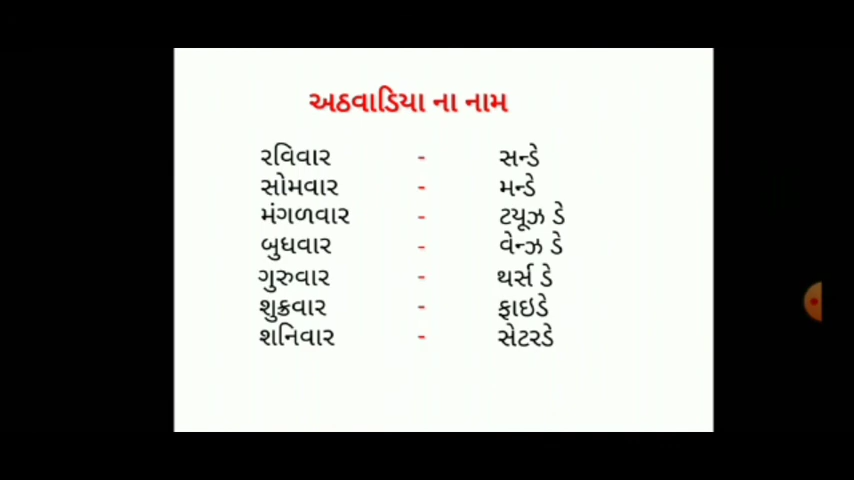 અઠવાડિયા ના નામ
રવિવાર - સન્ડે
સોમવાર - મન્ડે
મંગળવાર - ટયૂઝ ડે
બુધવાર - વેન્ઝ ડે
ગુરુવાર - થર્સ ડે
શુક્રવાર - ફાઇડે
શનિવાર - સેટરડે